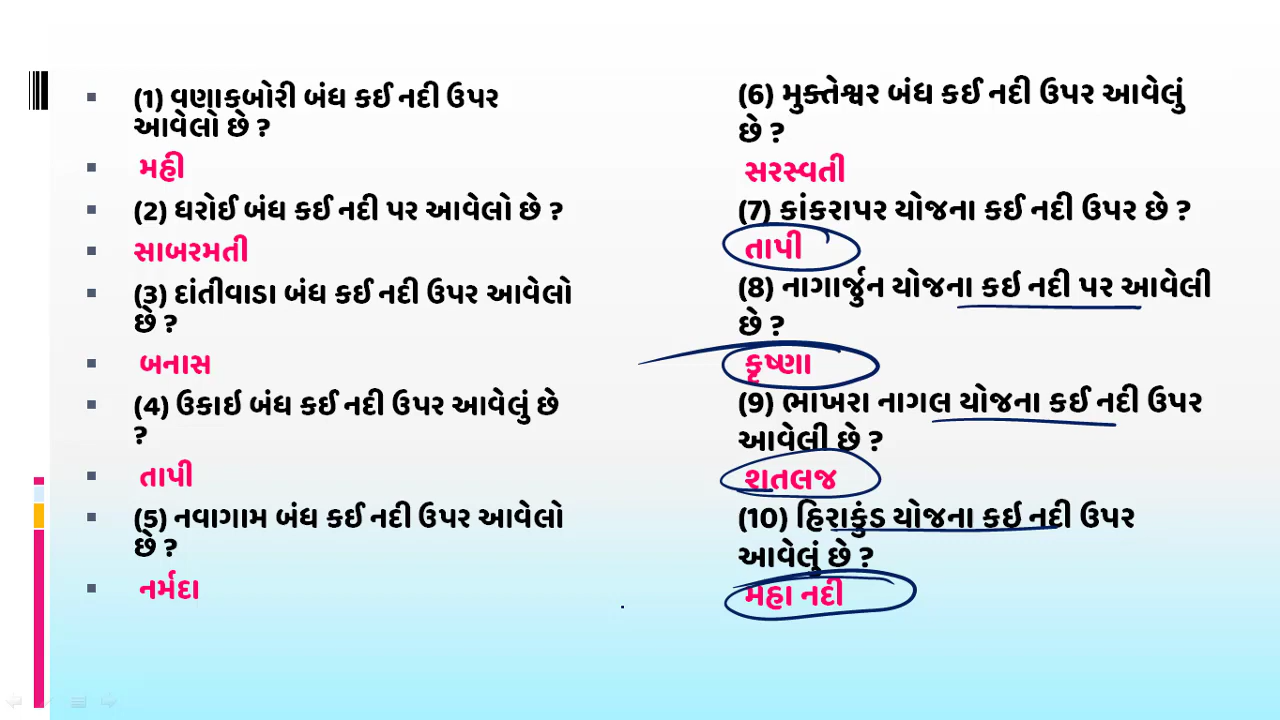 (1) વણાકબોરી બંધ કઈ નદી ઉપર
આવેલો છે ?
મહી
(2) ધરોઈ બંધ કઈ નદી પર આવેલો છે ?
સાબરમતી
(3) દાંતીવાડા બંધ કઈ નદી ઉપર આવેલો
છે ?
બનાસ
(4) ઉકાઇ બંધ કઈ નદી ઉપર આવેલું છે
?
તાપી
(5) નવાગામ બંધ કઈ નદી ઉપર આવેલો
છે ?
નર્મદા
(6) મુક્તેશ્વર બંધ કઈ નદી ઉપર આવેલું
છે ?
સરસ્વતી
(7) કાંકરાપર યોજના કઈ નદી ઉપર છે ?
તાપી
(8) નાગાર્જુન યોજના કઇ નદી પર આવેલી
છે ?
કૃષ્ણા
(9) ભાખરા નાગલ યોજના કઈ નદી ઉપર
આવેલી છે ?
શતલજ
(10) હિરાકુંડ યોજના કઇ નદી ઉપર
આવેલું છે ?
મહા નદી